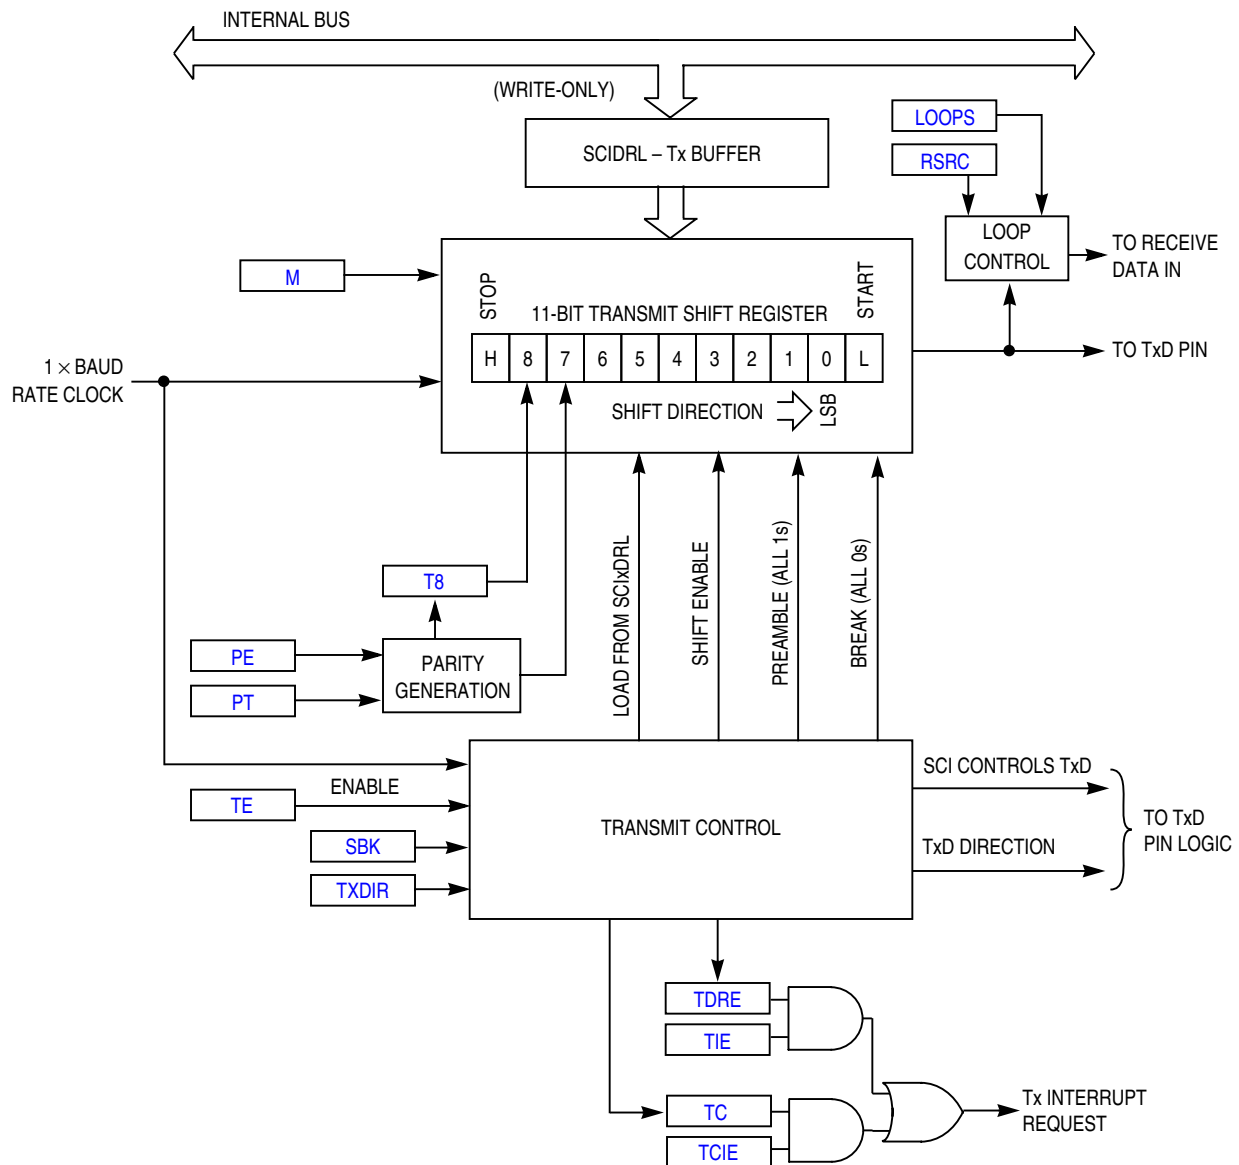 INTERNAL BUS
(WRITE-ONLY)
SCIDRL – Tx BUFFER
LOOPS
RSRC
LOOP
CONTROL
TO RECEIVE
DATA IN
M
STOP
11-BIT TRANSMIT SHIFT REGISTER
START
H 8 7 6 5 4 3 2 1 0 L
TO TxD PIN
1 × BAUD
RATE CLOCK
SHIFT DIRECTION
LSB
LOAD FROM SCIxDRL
SHIFT ENABLE
PREAMBLE (ALL 1s)
BREAK (ALL 0s)
T8
PE
PT
PARITY
GENERATION
ENABLE
TE
SBK
TXDIR
TRANSMIT CONTROL
SCI CONTROLS TxD
TxD DIRECTION
TO TxD
PIN LOGIC
TDRE
TIE
TC
TCIE
Tx INTERRUPT
REQUEST